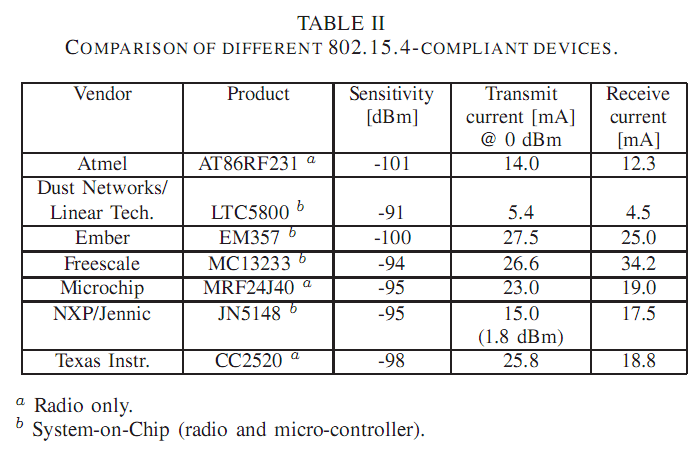 TABLE II
COMPARISON OF DIFFERENT 802.15.4-COMPLIANT DEVICES.
Vendor Product Sensitivity Transmit Receive
[dBm] current [mA] current
@ 0 dBm [mA]
Atmel AT86RF231 a -101 14.0 12.3
Dust Networks/
Linear Tech. LTC5800 b -91 5.4 4.5
Ember EM357 b -100 27.5 25.0
Freescale MC13233 b -94 26.6 34.2
Microchip MRF24J40 a -95 23.0 19.0
NXP/Jennic JN5148 b -95 15.0 17.5
(1.8 dBm)
Texas Instr. CC2520 a -98 25.8 18.8
a Radio only.
b System-on-Chip (radio and micro-controller).